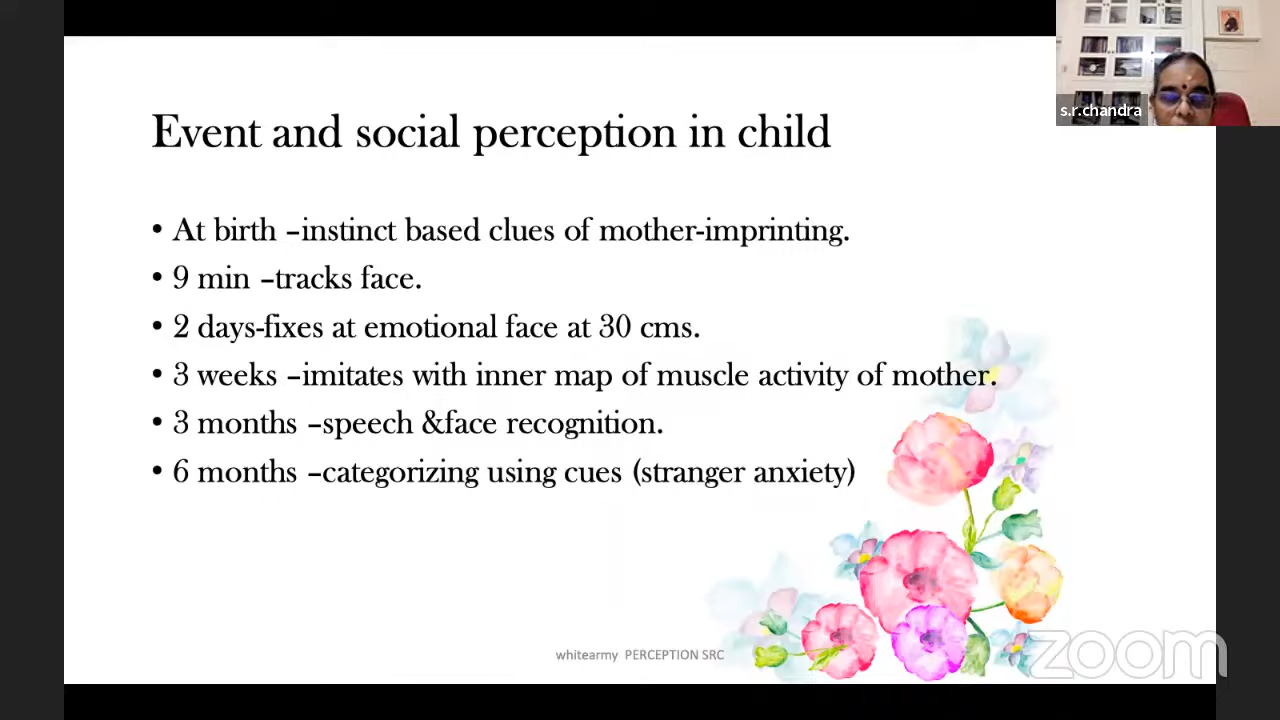 s.r.chandra
Event and social perception in child
• At birth –instinct based clues of mother-imprinting.
• 9 min –tracks face.
• 2 days-fixes at emotional face at 30 cms.
• 3 weeks –imitates with inner map of muscle activity of mother.
• 3 months –speech &face recognition.
• 6 months –categorizing using cues (stranger anxiety)
whitearmy PERCEPTION SRC
zoom